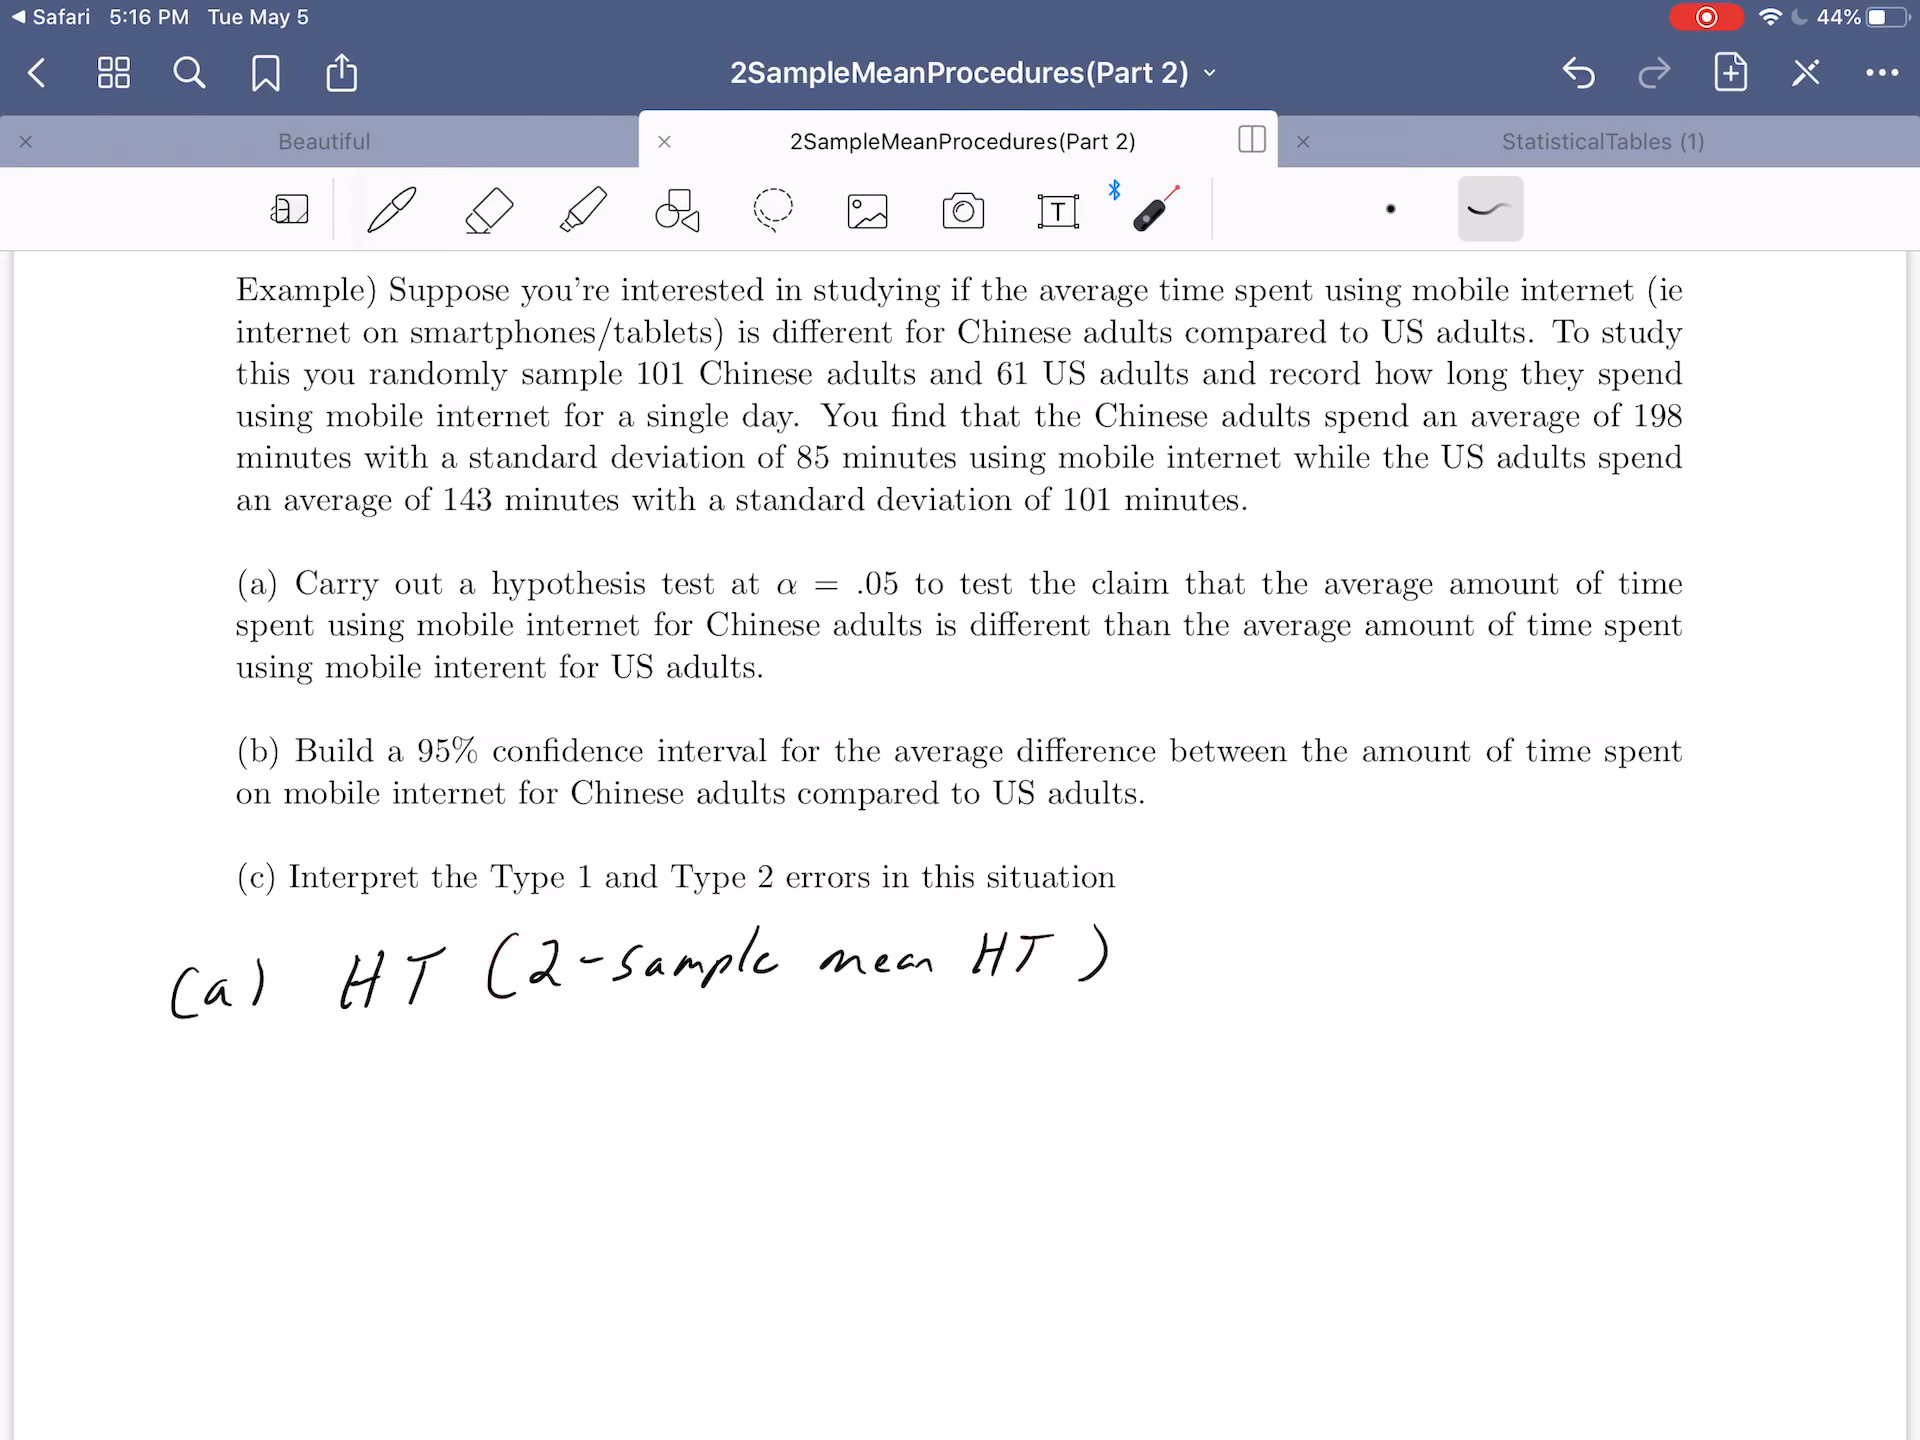 Safari 5:16 PM Tue May 5 44%
2SampleMeanProcedures(Part 2)
Beautiful 2SampleMeanProcedures(Part 2) StatisticalTables (1)
Example) Suppose you're interested in studying if the average time spent using mobile internet (ie
internet on smartphones/tablets) is different for Chinese adults compared to US adults. To study
this you randomly sample 101 Chinese adults and 61 US adults and record how long they spend
using mobile internet for a single day. You find that the Chinese adults spend an average of 198
minutes with a standard deviation of 85 minutes using mobile internet while the US adults spend
an average of 143 minutes with a standard deviation of 101 minutes.
(a) Carry out a hypothesis test at α = .05 to test the claim that the average amount of time
spent using mobile internet for Chinese adults is different than the average amount of time spent
using mobile interent for US adults.
(b) Build a 95% confidence interval for the average difference between the amount of time spent
on mobile internet for Chinese adults compared to US adults.
(c) Interpret the Type 1 and Type 2 errors in this situation
(a) HT (2-sample mean HT)